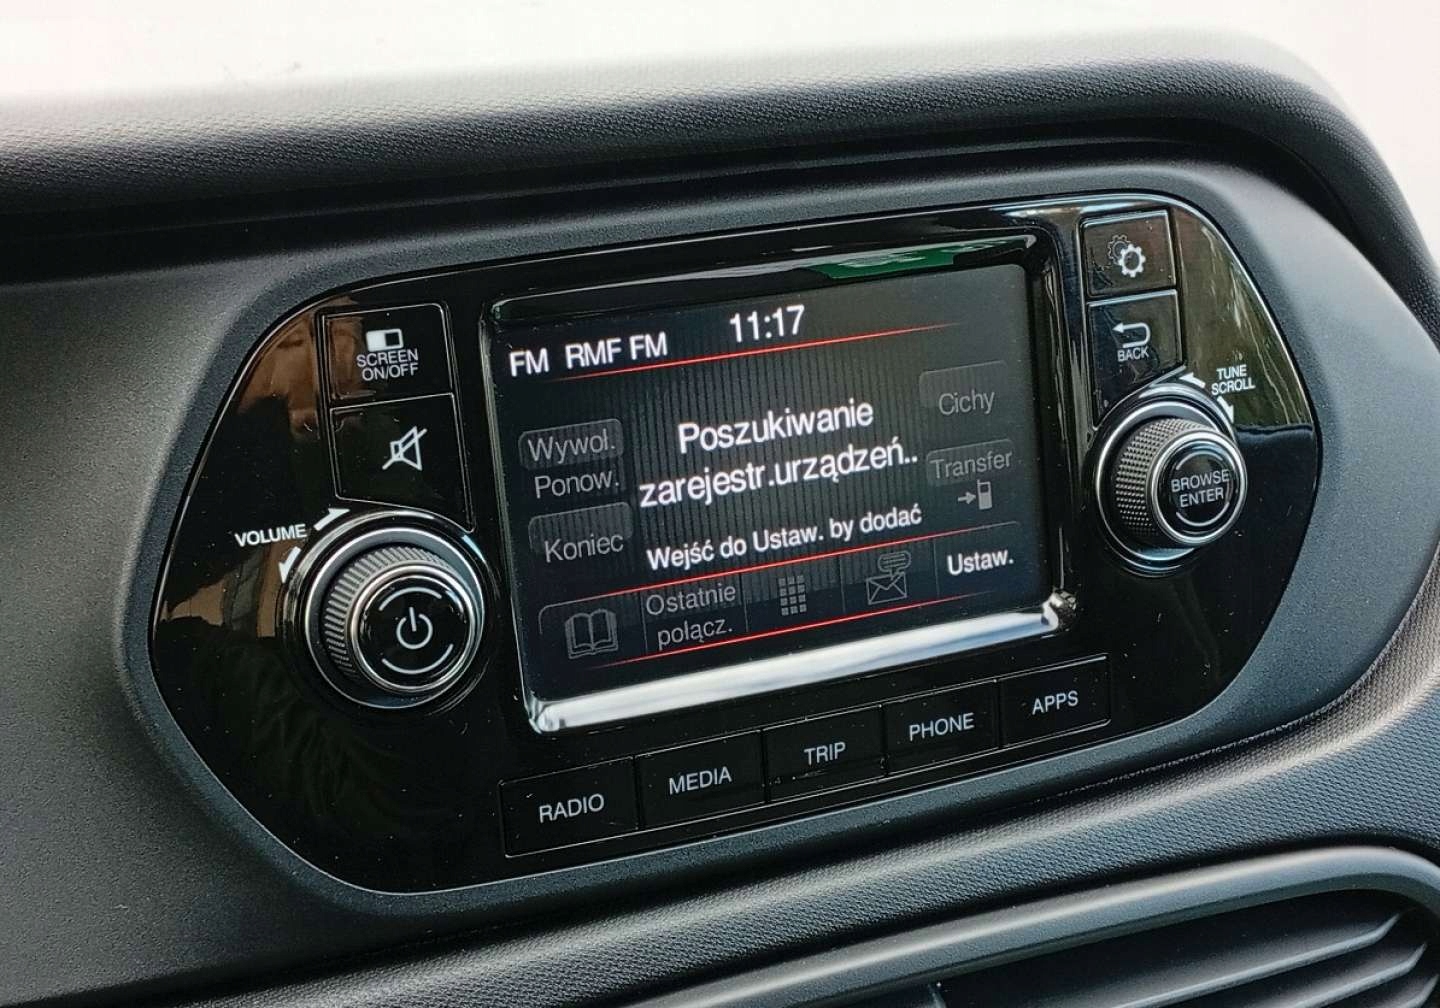 SCREEN
ON/OFF
VOLUME
FM RMF FM
11:17
Wywoł.
Ponow.
Koniec
Poszukiwanie
zarejestr.urządzeń..
Wejść do Ustaw. by dodać
Cichy
Transfer
Ostatnie
połącz.
Ustaw.
BACK
TUNE
SCROLL
BROWSE
ENTER
RADIO
MEDIA
TRIP
PHONE
APPS